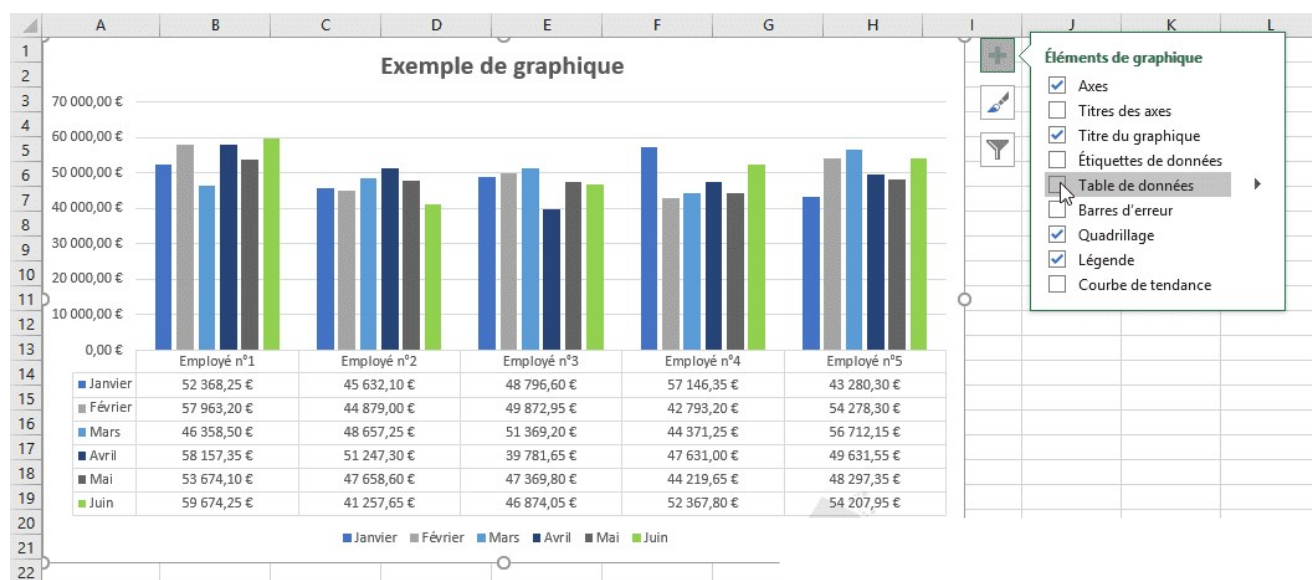 A B C D E F G H I J K L
1
2
3
4
5
6
7
8
9
10
11
12
13
14
15
16
17
18
19
20
21
22
Exemple de graphique
70 000,00 €
60 000,00 €
50 000,00 €
40 000,00 €
30 000,00 €
20 000,00 €
10 000,00 €
0,00 €
Employé n°1 Employé n°2 Employé n°3 Employé n°4 Employé n°5
Janvier 52 368,25 € 45 632,10 € 48 796,60 € 57 146,35 € 43 280,30 €
Février 57 963,20 € 44 879,00 € 49 872,95 € 42 793,20 € 54 278,30 €
Mars 46 358,50 € 48 657,25 € 51 369,20 € 44 371,25 € 56 712,15 €
Avril 58 157,35 € 51 247,30 € 39 781,65 € 47 631,00 € 49 631,55 €
Mai 53 674,10 € 47 658,60 € 47 369,80 € 44 219,65 € 48 297,35 €
Juin 59 674,25 € 41 257,65 € 46 874,05 € 52 367,80 € 54 207,95 €
Janvier Février Mars Avril Mai Juin
Éléments de graphique
Axes
Titres des axes
Titre du graphique
Étiquettes de données
Table de données
Barres d'erreur
Quadrillage
Légende
Courbe de tendance